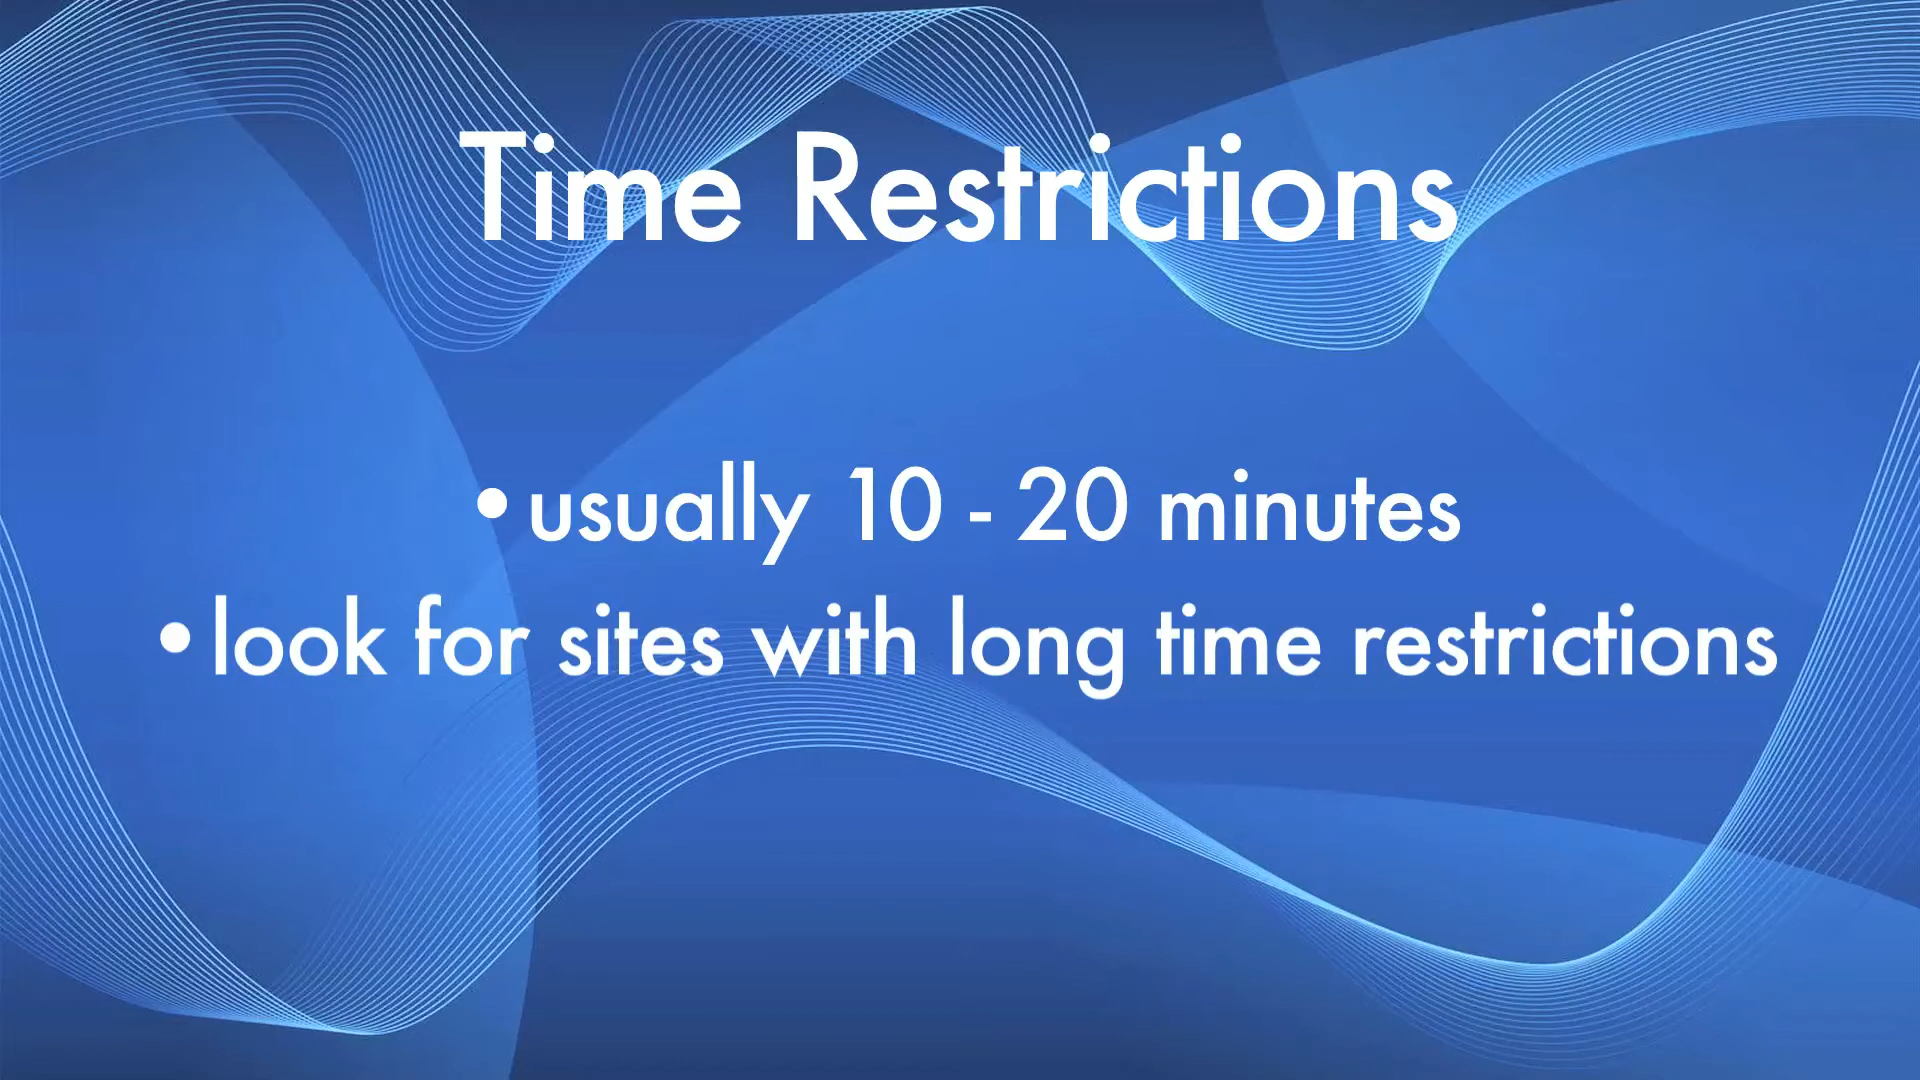 Time Restrictions
•usually 10 - 20 minutes
•look for sites with long time restrictions